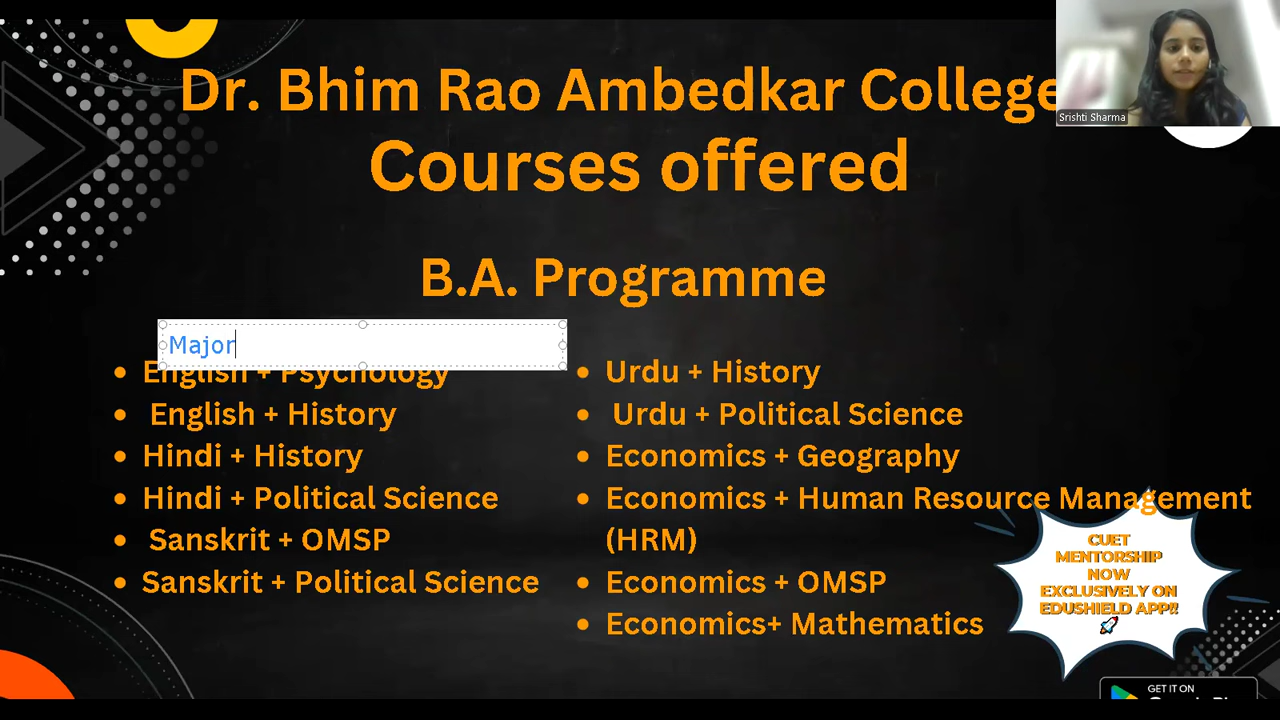 Dr. Bhim Rao Ambedkar College
Courses offered
Srishti Sharma
B.A. Programme
Major
English + Psychology
English + History
Hindi + History
Hindi + Political Science
Sanskrit + OMSP
Sanskrit + Political Science
Urdu + History
Urdu + Political Science
Economics + Geography
Economics + Human Resource Management
(HRM)
Economics + OMSP
Economics+ Mathematics
CUET
MENTORSHIP
NOW
EXCLUSIVELY ON
EDUSHIELD APP!!
GET IT ON